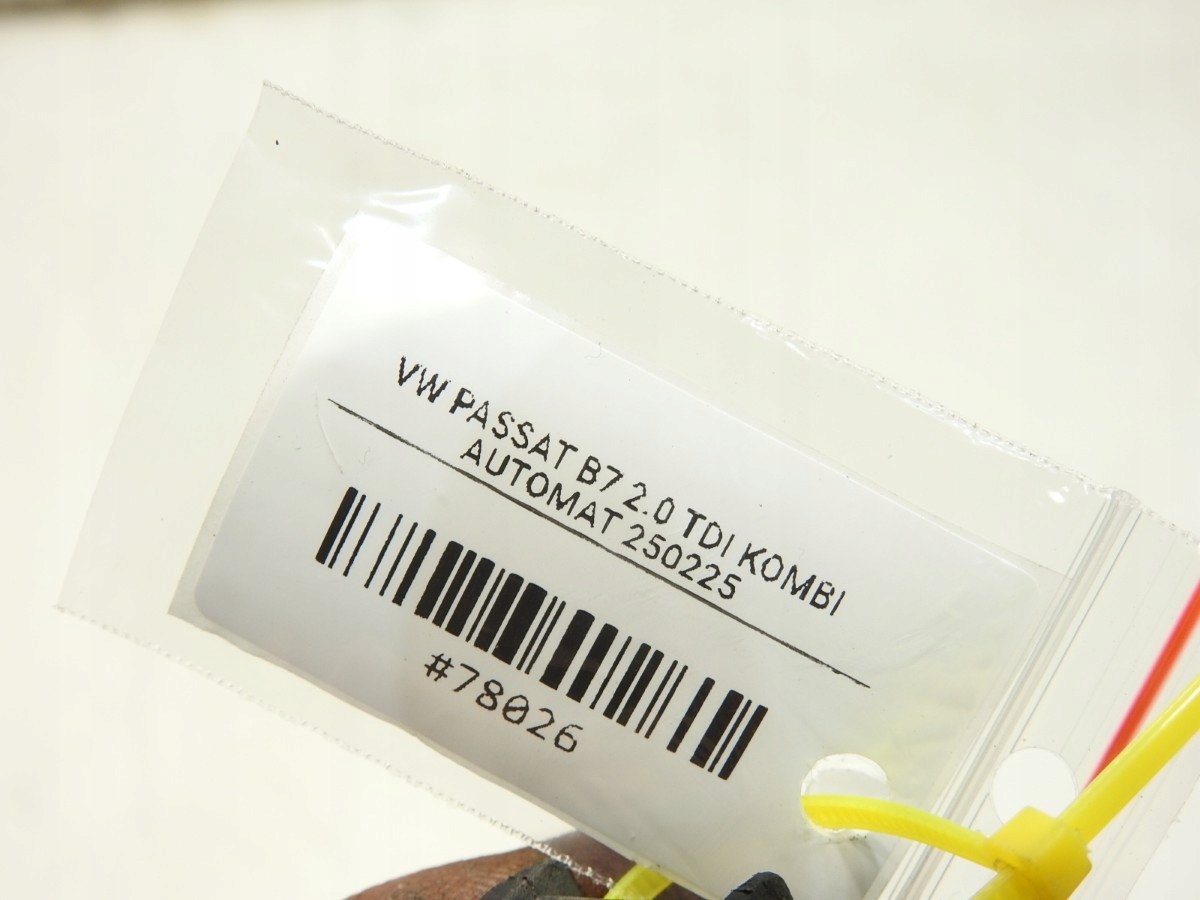 VW PASSAT B7 2.0 TDI KOMBI
AUTOMAT 250225
#78026